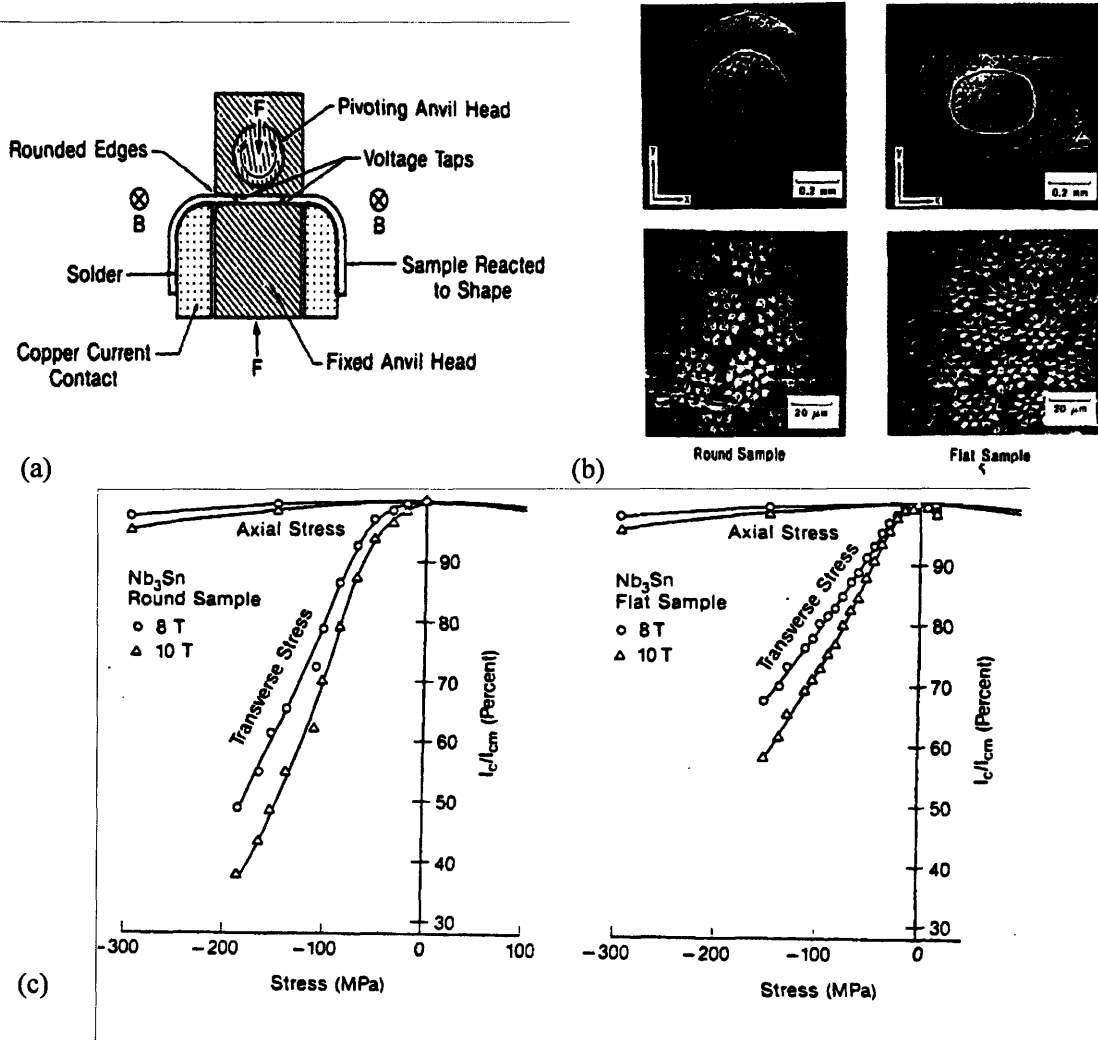 F
Pivoting Anvil Head
Rounded Edges
Voltage Taps
B
B
Solder
Sample Reacted
to Shape
Copper Current
Contact
F
Fixed Anvil Head
(a)
Y
X
0.2 mm
Y
X
0.2 mm
20 μm
20 μm
Round Sample
Flat Sample
(b)
Axial Stress
Nb₃Sn
Round Sample
○ 8 T
△ 10 T
Transverse Stress
90
80
70
60
50
40
30
I_c/I_cm (Percent)
-300
-200
-100
0
100
Stress (MPa)
Axial Stress
Nb₃Sn
Flat Sample
○ 8 T
△ 10 T
Transverse Stress
90
80
70
60
50
40
30
I_c/I_cm (Percent)
-300
-200
-100
0
Stress (MPa)
(c)